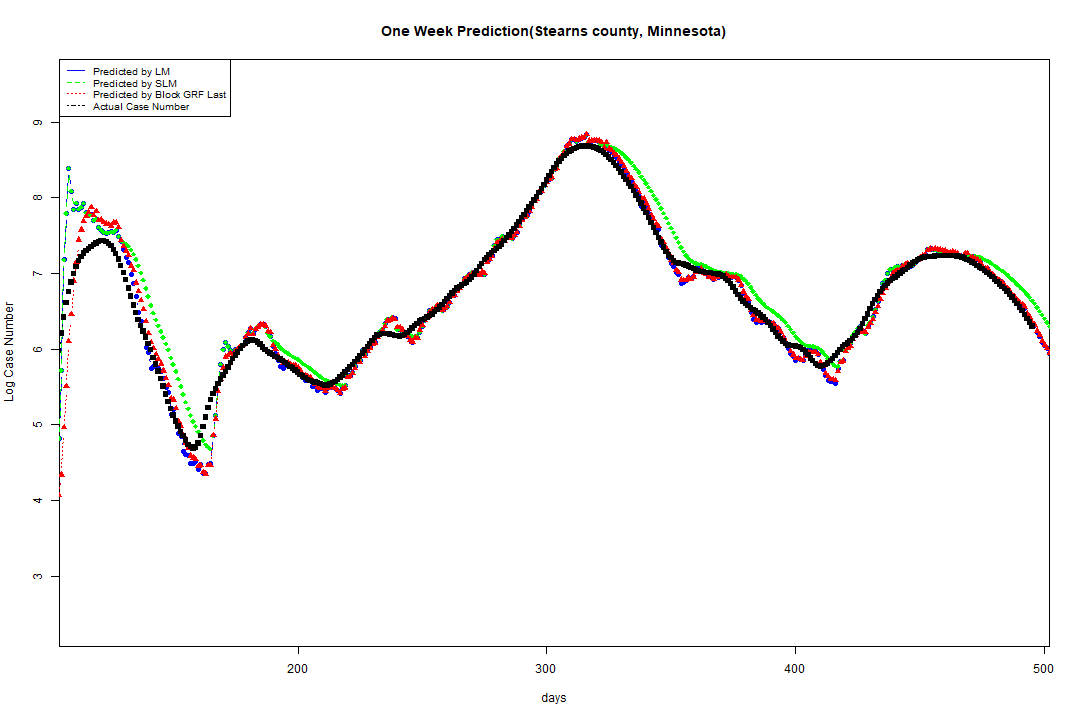 One Week Prediction(Stearns county, Minnesota)
Predicted by LM
Predicted by SLM
Predicted by Block GRF Last
Actual Case Number
Log Case Number
9
8
7
6
5
4
3
200 300 400 500
days